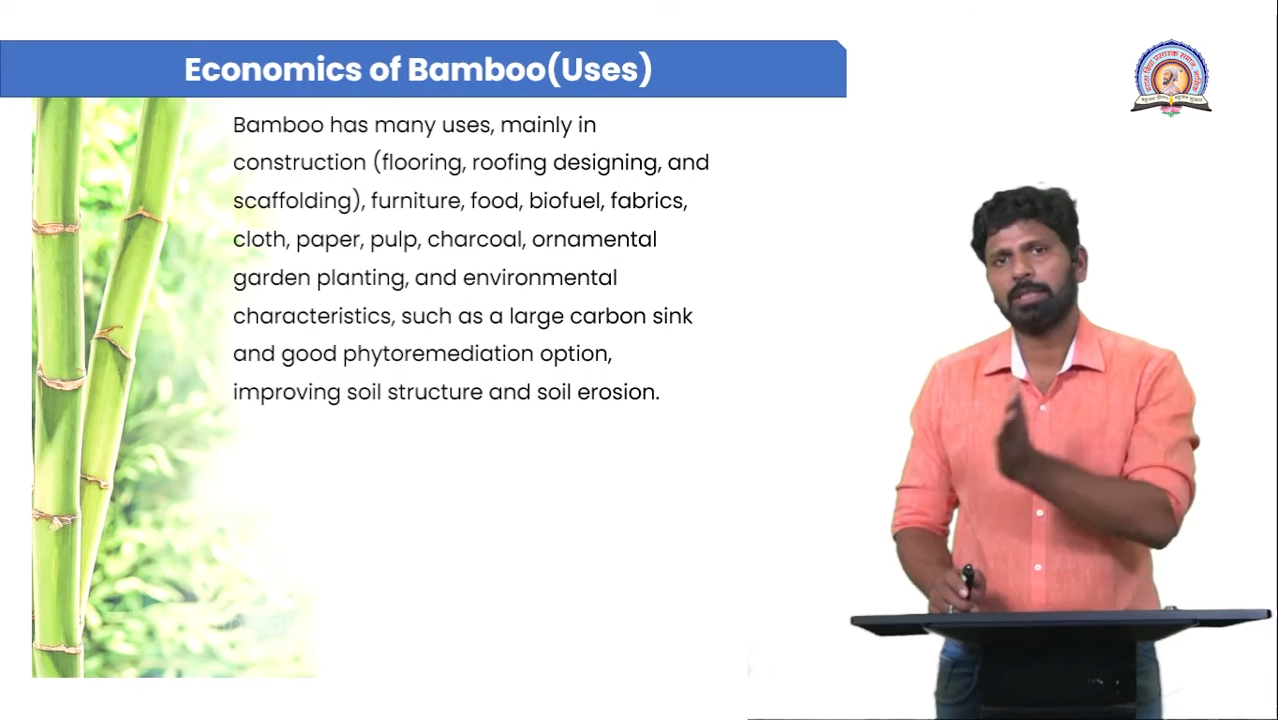 Economics of Bamboo(Uses)
Bamboo has many uses, mainly in
construction (flooring, roofing designing, and
scaffolding), furniture, food, biofuel, fabrics,
cloth, paper, pulp, charcoal, ornamental
garden planting, and environmental
characteristics, such as a large carbon sink
and good phytoremediation option,
improving soil structure and soil erosion.